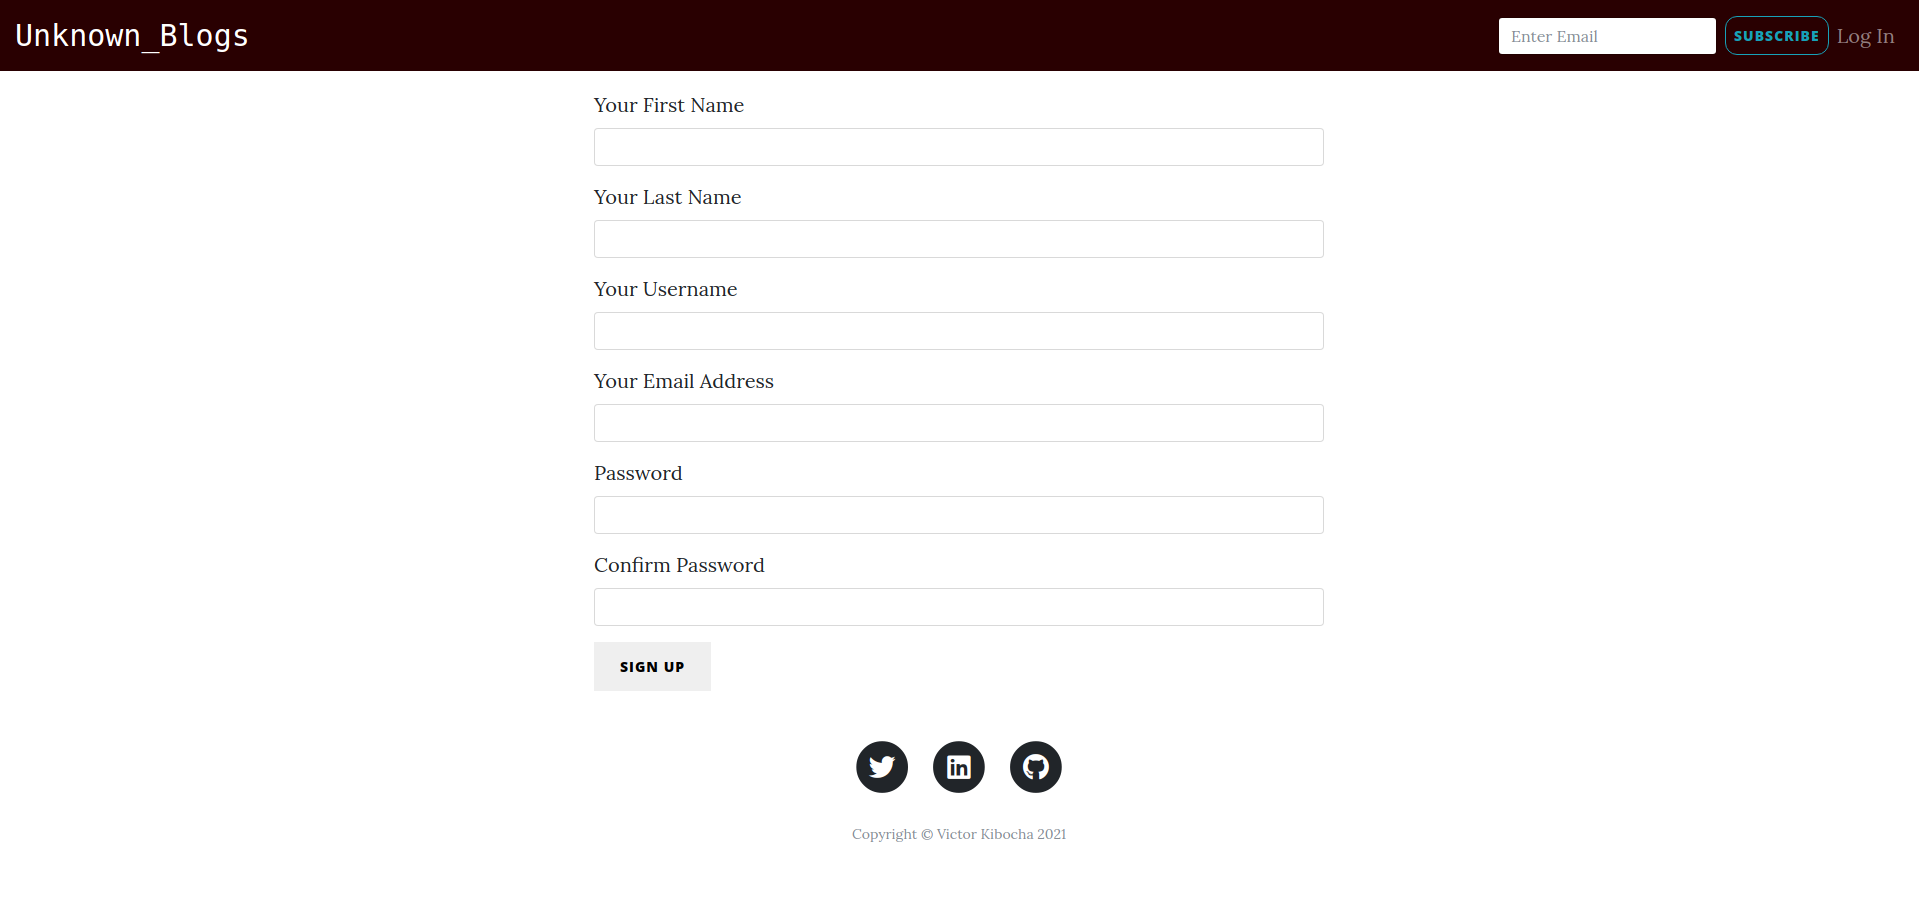 Unknown_Blogs
Enter Email
SUBSCRIBE
Log In
Your First Name
Your Last Name
Your Username
Your Email Address
Password
Confirm Password
SIGN UP
Copyright © Victor Kibocha 2021